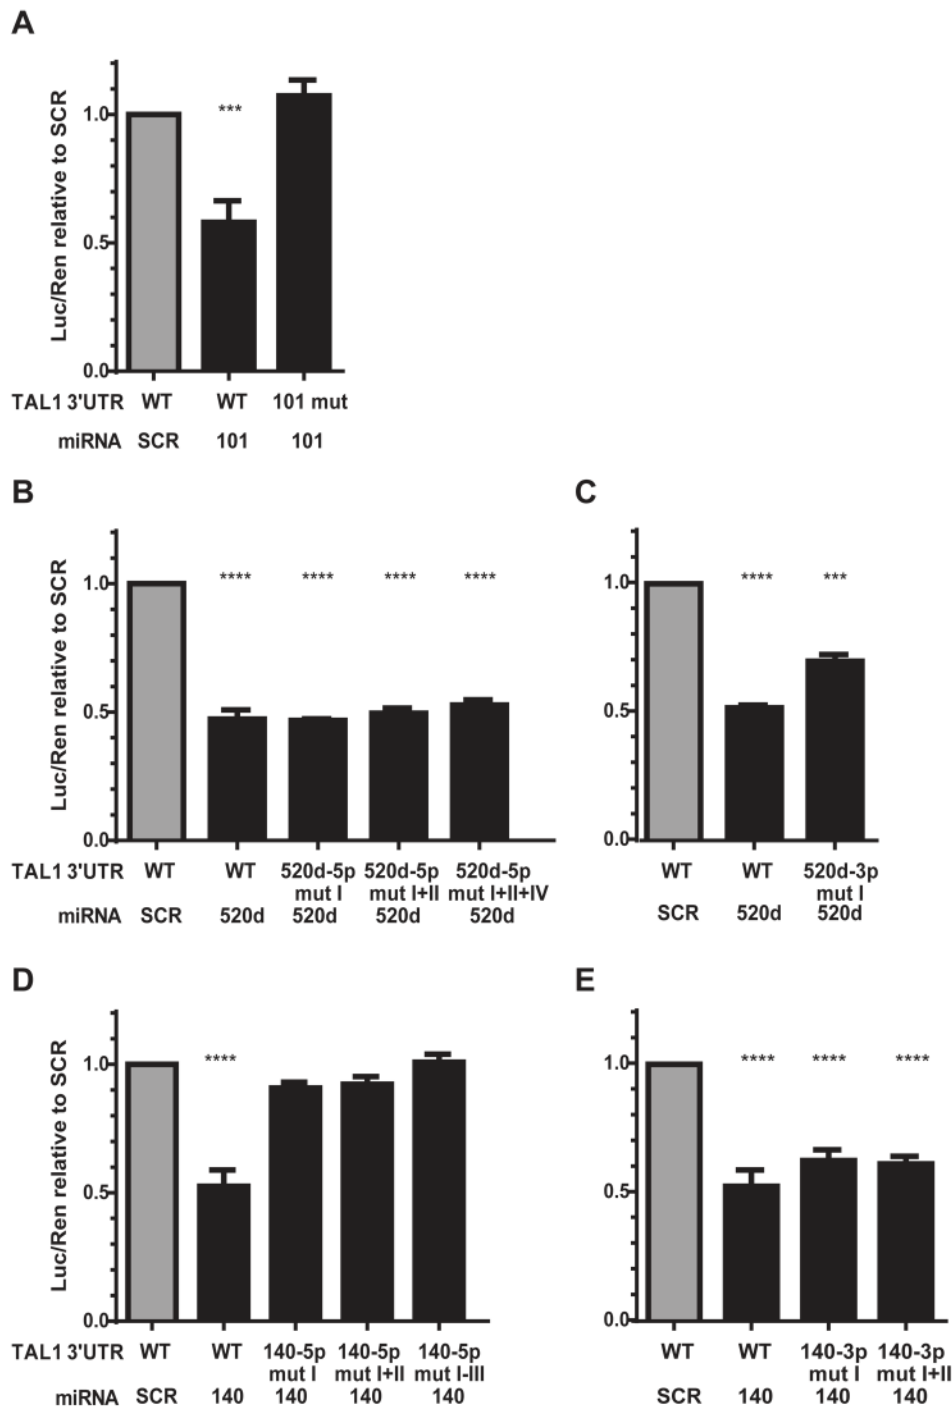 A
Luc/Ren relative to SCR
1.0
***
0.5
0.0
TAL1 3'UTR WT WT 101 mut
miRNA SCR 101 101
B
Luc/Ren relative to SCR
1.0
**** **** **** ****
0.5
0.0
TAL1 3'UTR WT WT 520d-5p 520d-5p 520d-5p
mut I mut I+II mut I+II+IV
miRNA SCR 520d 520d 520d 520d
C
1.0
**** ***
0.5
0.0
WT WT 520d-3p
mut I
SCR 520d 520d
D
Luc/Ren relative to SCR
1.0
****
0.5
0.0
TAL1 3'UTR WT WT 140-5p 140-5p 140-5p
mut I mut I+II mut I-III
miRNA SCR 140 140 140 140
E
1.0
**** **** ****
0.5
0.0
WT WT 140-3p 140-3p
mut I mut I+II
SCR 140 140 140